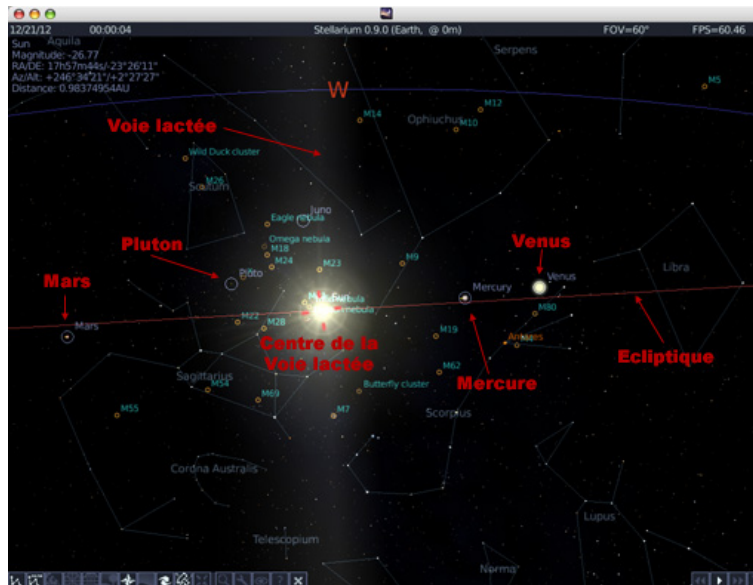 12/21/12 00:00:04 Stellarium 0.9.0 (Earth, @ 0m) FOV=60° FPS=60.46
Sun
Aquila
Magnitude: -26.77
RA/DE: 17h57m44s/-23°26'11"
Az/Alt: +246°34'21"/+2°27'27"
Distance: 0.98374954AU
Serpens
W
M5
M12
M14
Ophiuchus
M10
Voie lactée
Wild Duck cluster
M26
Scutum
Juno
Eagle nebula
Pluton
Omega nebula
M18
M24
M23
M9
Venus
Libra
Pluto
Mars
Mercury
Venus
Sun
M80
Mars
M22
M28
M19
Antares
Centre de la
Voie lactée
Ecliptique
Mercure
M62
Sagittarius
M54
M69
Butterfly cluster
M55
M7
Scorpius
Corona Australis
Telescopium
Lupus
Norma